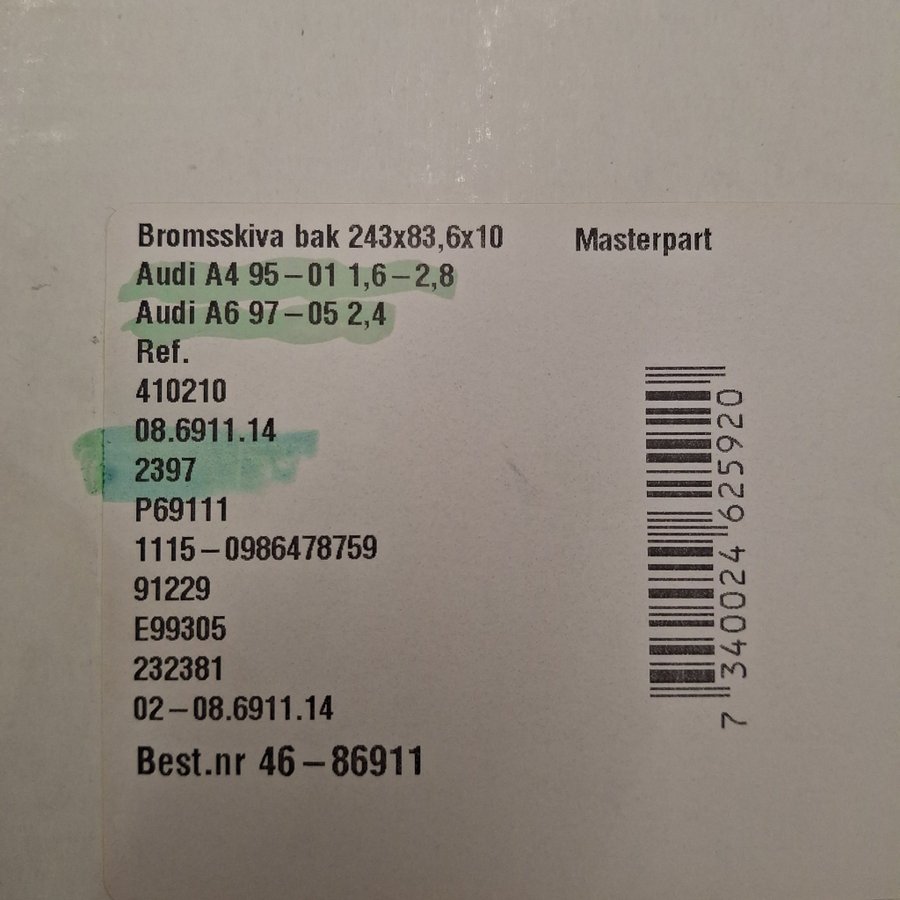 Bromsskiva bak 243x83,6x10 Masterpart
Audi A4 95–01 1,6–2,8
Audi A6 97–05 2,4
Ref.
410210
08.6911.14
2397
P69111
1115–0986478759
91229
E99305
232381
02–08.6911.14
Best.nr 46–86911
7 340024 625920